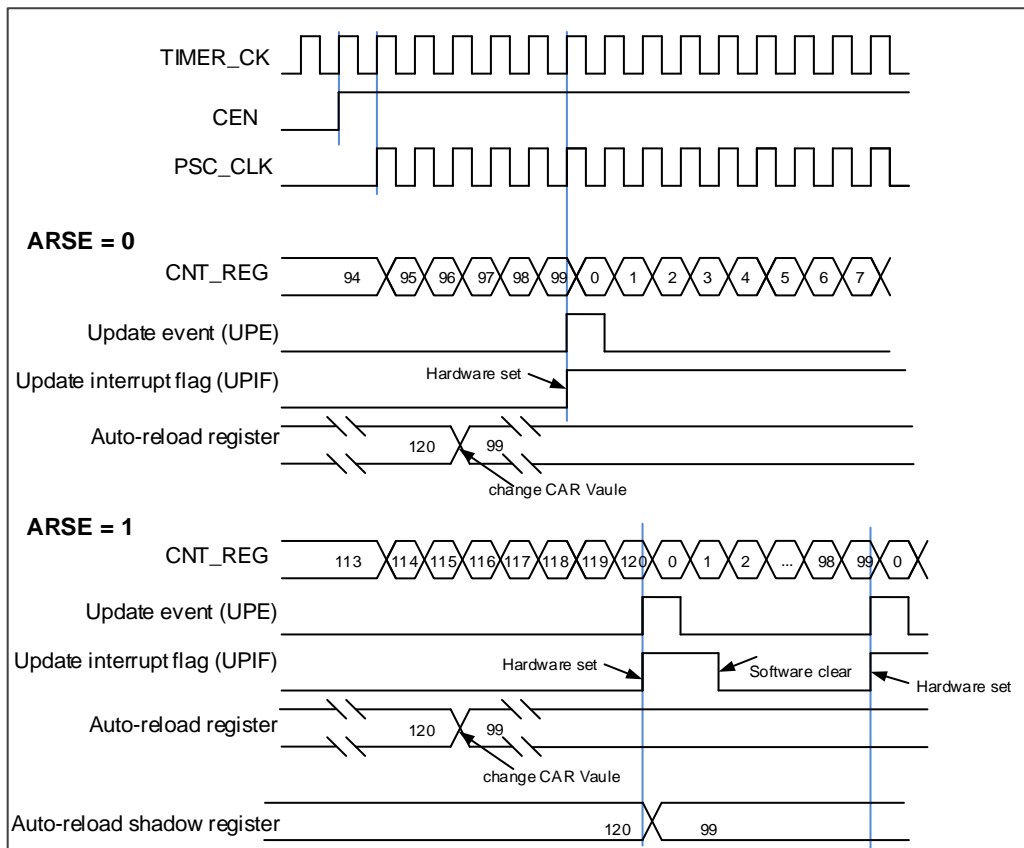 TIMER_CK
CEN
PSC_CLK
ARSE = 0
CNT_REG 94 95 96 97 98 99 0 1 2 3 4 5 6 7
Update event (UPE)
Update interrupt flag (UPIF) Hardware set
Auto-reload register 120 99
change CAR Vaule
ARSE = 1
CNT_REG 113 114 115 116 117 118 119 120 0 1 2 ... 98 99 0
Update event (UPE)
Update interrupt flag (UPIF) Hardware set Software clear Hardware set
Auto-reload register 120 99
change CAR Vaule
Auto-reload shadow register 120 99